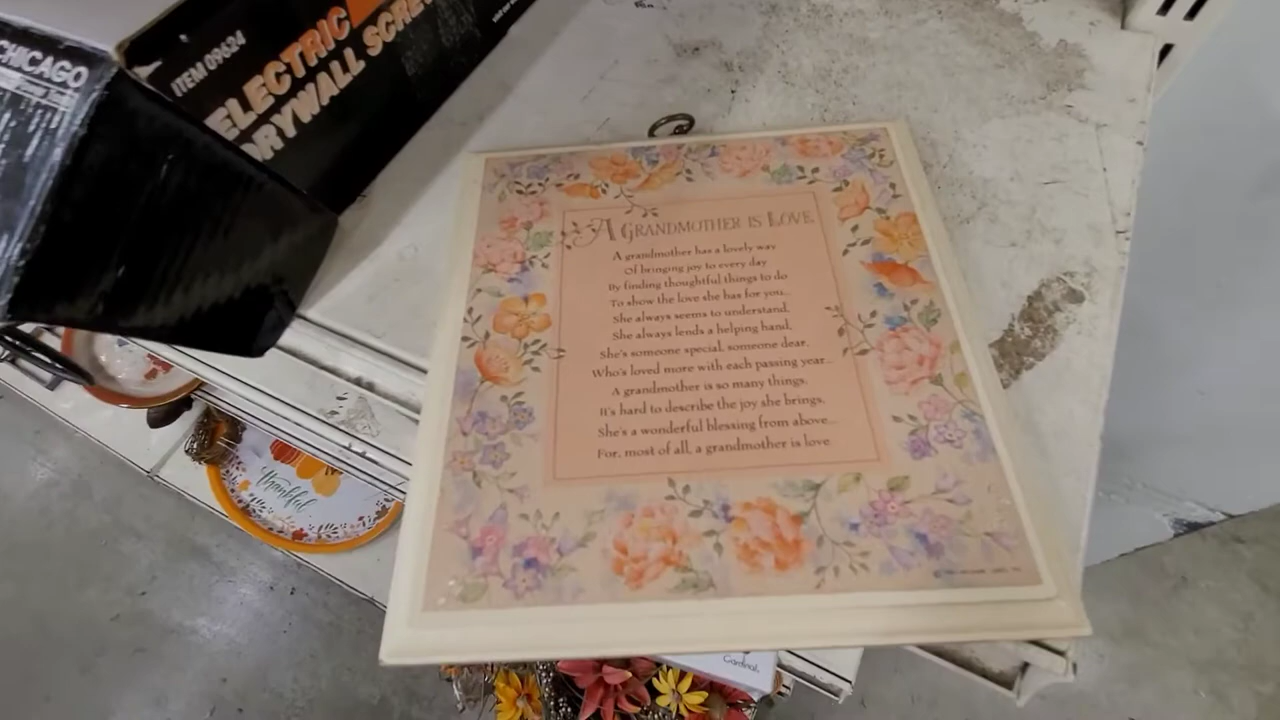 CHICAGO
ITEM 09624
ELECTRIC
DRYWALL SCREW
A GRANDMOTHER IS LOVE
A grandmother has a lovely way
Of bringing joy to every day
By finding thoughtful things to do
To show the love she has for you...
She always seems to understand,
She always lends a helping hand,
She's someone special, someone dear,
Who's loved more with each passing year...
A grandmother is so many things,
It's hard to describe the joy she brings,
She's a wonderful blessing from above...
For, most of all, a grandmother is love
thankful
Cardinal.